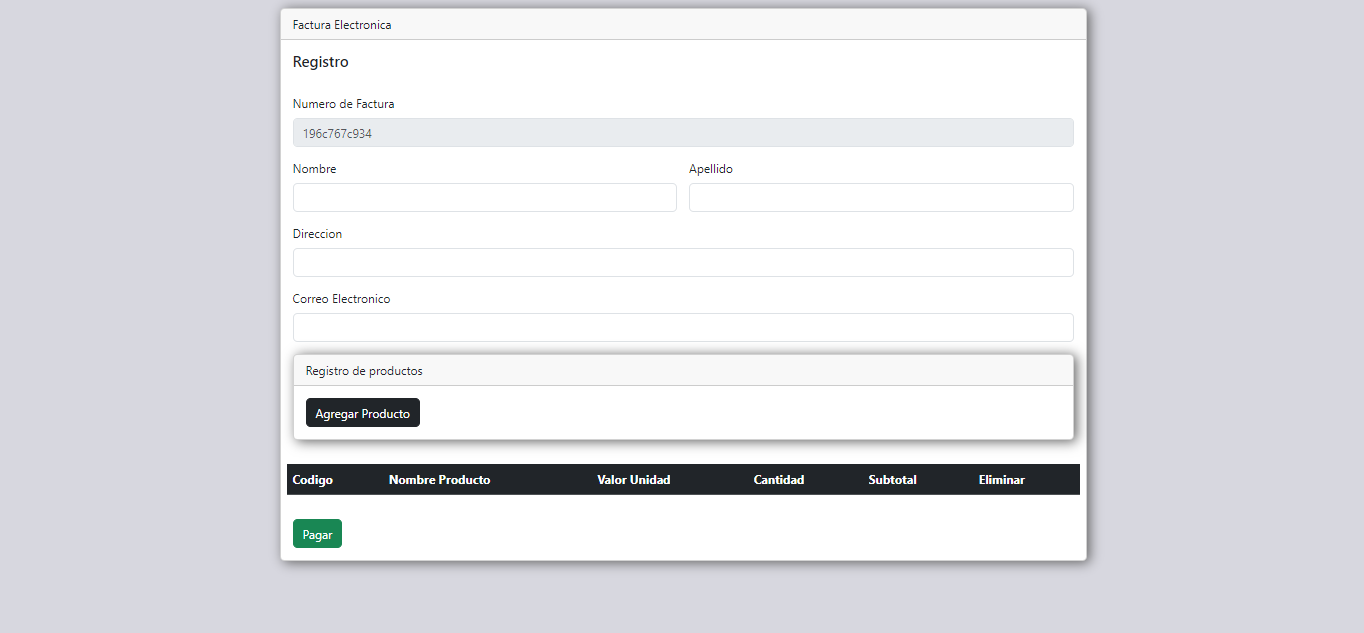 Factura Electronica
Registro
Numero de Factura
196c767c934
Nombre Apellido
Direccion
Correo Electronico
Registro de productos
Agregar Producto
Codigo Nombre Producto Valor Unidad Cantidad Subtotal Eliminar
Pagar